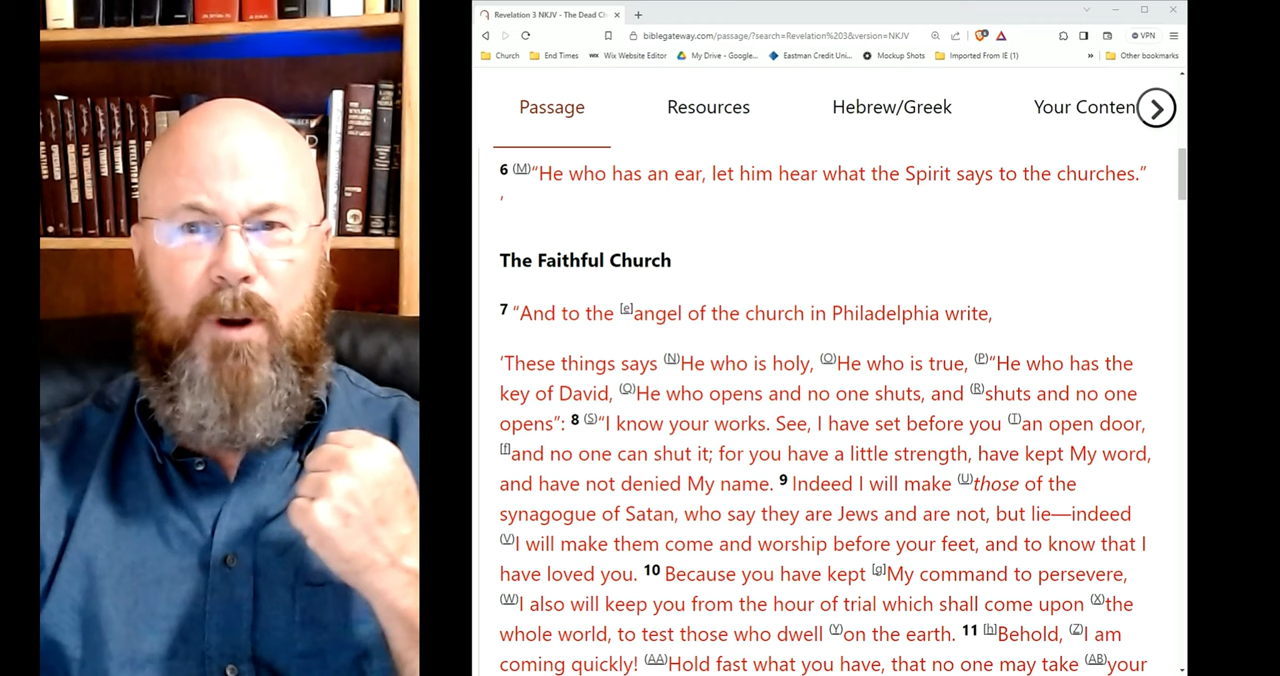 Revelation 3 NKJV - The Dead Ch
biblegateway.com/passage/?search=Revelation%203&version=NKJV
VPN
Church
End Times
WIX Wix Website Editor
My Drive - Google...
Eastman Credit Uni...
Mockup Shots
Imported From IE (1)
»
Other bookmarks
Passage
Resources
Hebrew/Greek
Your Conten
6 (M)“He who has an ear, let him hear what the Spirit says to the churches.”
’
The Faithful Church
7 “And to the [e]angel of the church in Philadelphia write,
‘These things says (N)He who is holy, (O)He who is true, (P)“He who has the
key of David, (Q)He who opens and no one shuts, and (R)shuts and no one
opens”: 8 (S)“I know your works. See, I have set before you (T)an open door,
[f]and no one can shut it; for you have a little strength, have kept My word,
and have not denied My name. 9 Indeed I will make (U)those of the
synagogue of Satan, who say they are Jews and are not, but lie—indeed
(V)I will make them come and worship before your feet, and to know that I
have loved you. 10 Because you have kept [g]My command to persevere,
(W)I also will keep you from the hour of trial which shall come upon (X)the
whole world, to test those who dwell (Y)on the earth. 11 [h]Behold, (Z)I am
coming quickly! (AA)Hold fast what you have, that no one may take (AB)your